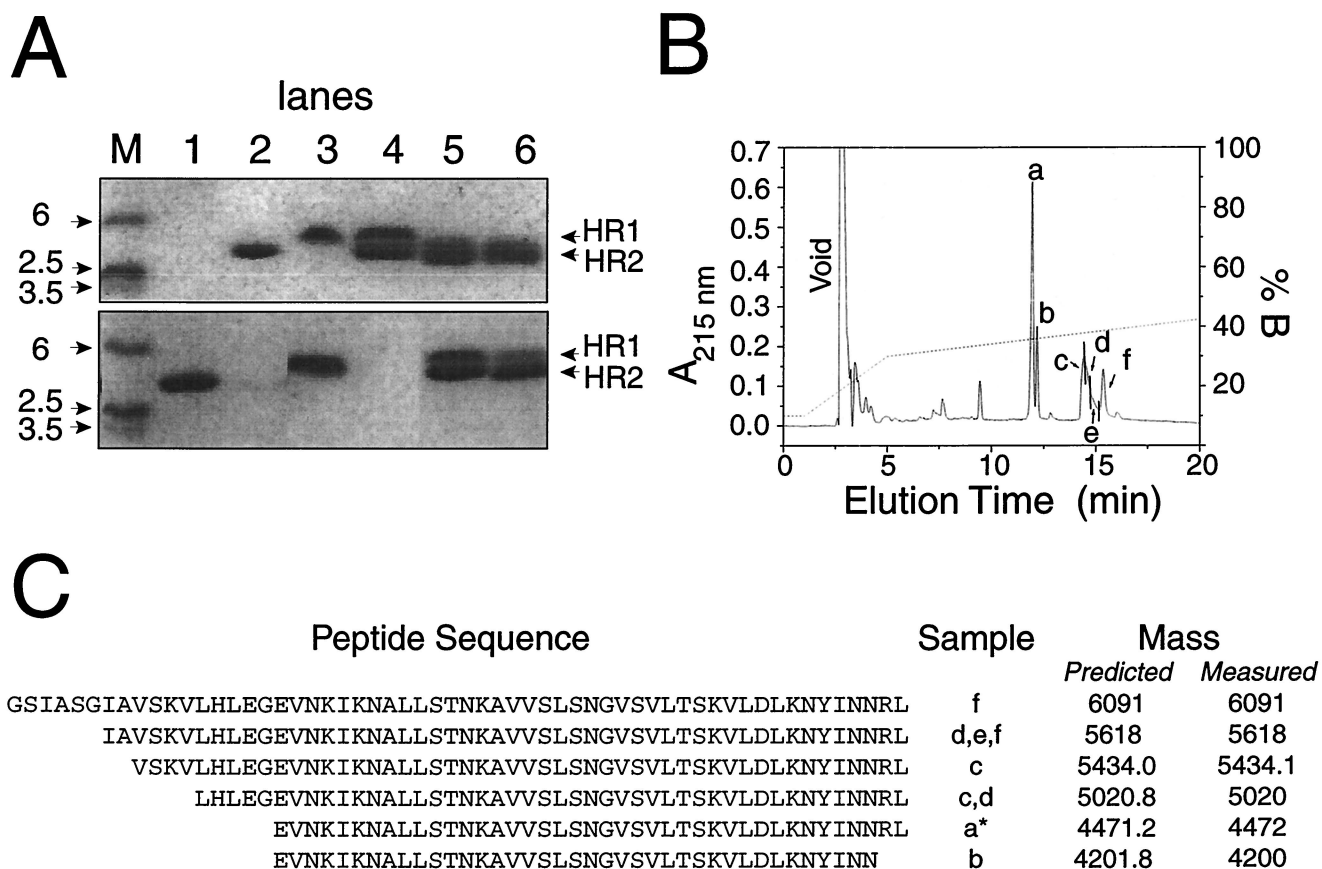 A
lanes
M 1 2 3 4 5 6
6
2.5
3.5
HR1
HR2
6
2.5
3.5
HR1
HR2
B
0.7
0.6
0.5
0.4
0.3
0.2
0.1
0.0
A215 nm
Void
a
b
c
d
e
f
100
80
60
40
20
% B
0 5 10 15 20
Elution Time (min)
C
Peptide Sequence Sample Mass
Predicted Measured
GSIASGIAVSKVLHLEGEVNKIKNALLSTNKAVVSLSNGVSVLTSKVLDLKNYINNRL f 6091 6091
IAVSKVLHLEGEVNKIKNALLSTNKAVVSLSNGVSVLTSKVLDLKNYINNRL d,e,f 5618 5618
VSKVLHLEGEVNKIKNALLSTNKAVVSLSNGVSVLTSKVLDLKNYINNRL c 5434.0 5434.1
LHLEGEVNKIKNALLSTNKAVVSLSNGVSVLTSKVLDLKNYINNRL c,d 5020.8 5020
EVNKIKNALLSTNKAVVSLSNGVSVLTSKVLDLKNYINNRL a* 4471.2 4472
EVNKIKNALLSTNKAVVSLSNGVSVLTSKVLDLKNYINN b 4201.8 4200